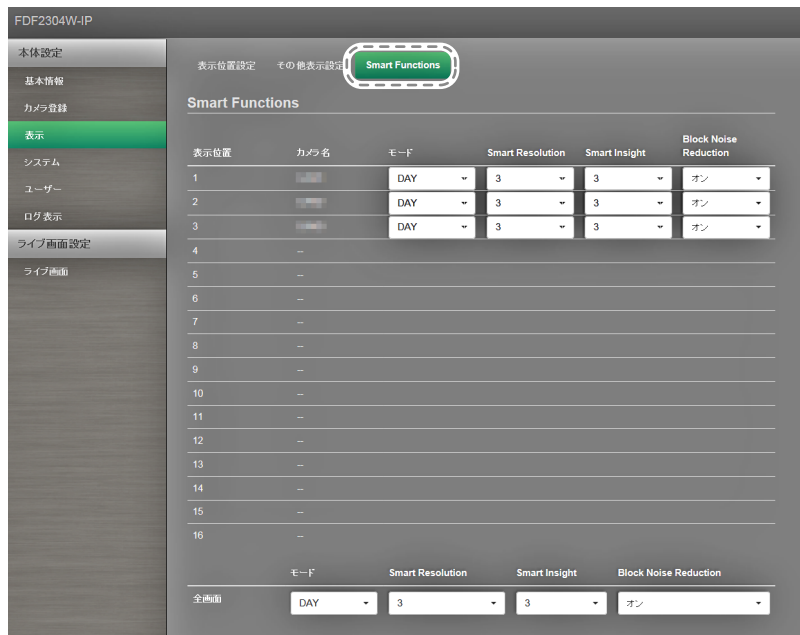 FDF2304W-IP
本体設定
基本情報
カメラ登録
表示
システム
ユーザー
ログ表示
ライブ画面設定
ライブ画面
表示位置設定 その他表示設定 Smart Functions
Smart Functions
表示位置 カメラ名 モード Smart Resolution Smart Insight Block Noise Reduction
1 DAY 3 3 オン
2 DAY 3 3 オン
3 DAY 3 3 オン
4 --
5 --
6 --
7 --
8 --
9 --
10 --
11 --
12 --
13 --
14 --
15 --
16 --
モード Smart Resolution Smart Insight Block Noise Reduction
全画面 DAY 3 3 オン